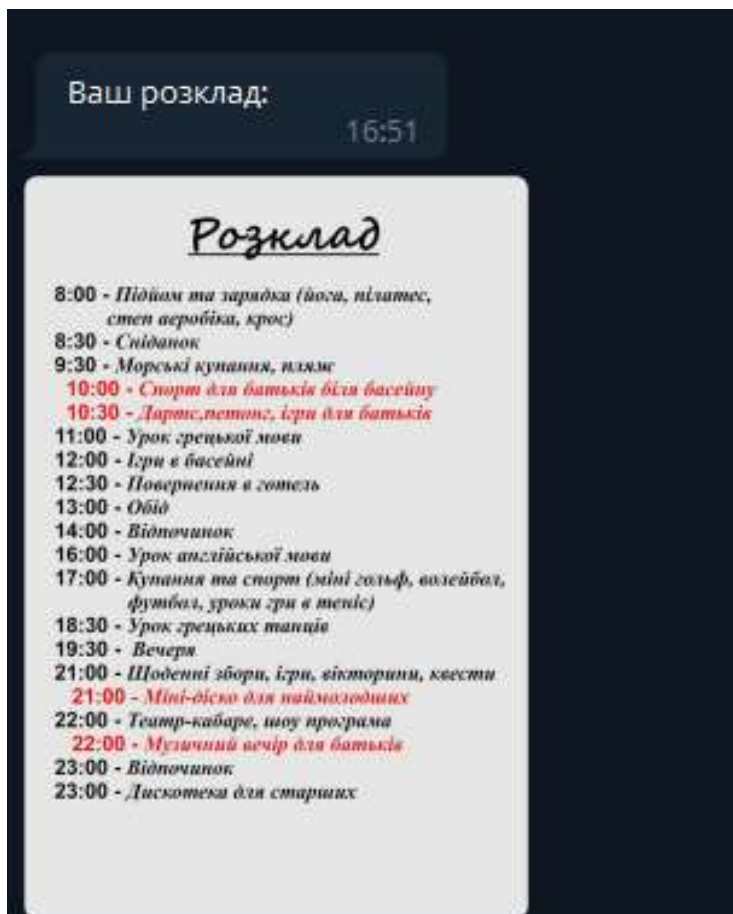 Ваш розклад:
16:51
Розклад
8:00 - Підйом та зарядка (йога, пілатес,
степ аеробіка, крос)
8:30 - Сніданок
9:30 - Морські купання, пляж
10:00 - Спорт для батьків біля басейну
10:30 - Дартс,петонг, ігри для батьків
11:00 - Урок грецької мови
12:00 - Ігри в басейні
12:30 - Повернення в готель
13:00 - Обід
14:00 - Відпочинок
16:00 - Урок англійської мови
17:00 - Купання та спорт (міні гольф, волейбол,
футбол, уроки гри в теніс)
18:30 - Урок грецьких танців
19:30 - Вечеря
21:00 - Щоденні збори, ігри, вікторини, квести
21:00 - Міні-діско для наймолодших
22:00 - Театр-кабаре, шоу програма
22:00 - Музичний вечір для батьків
23:00 - Відпочинок
23:00 - Дискотека для старших